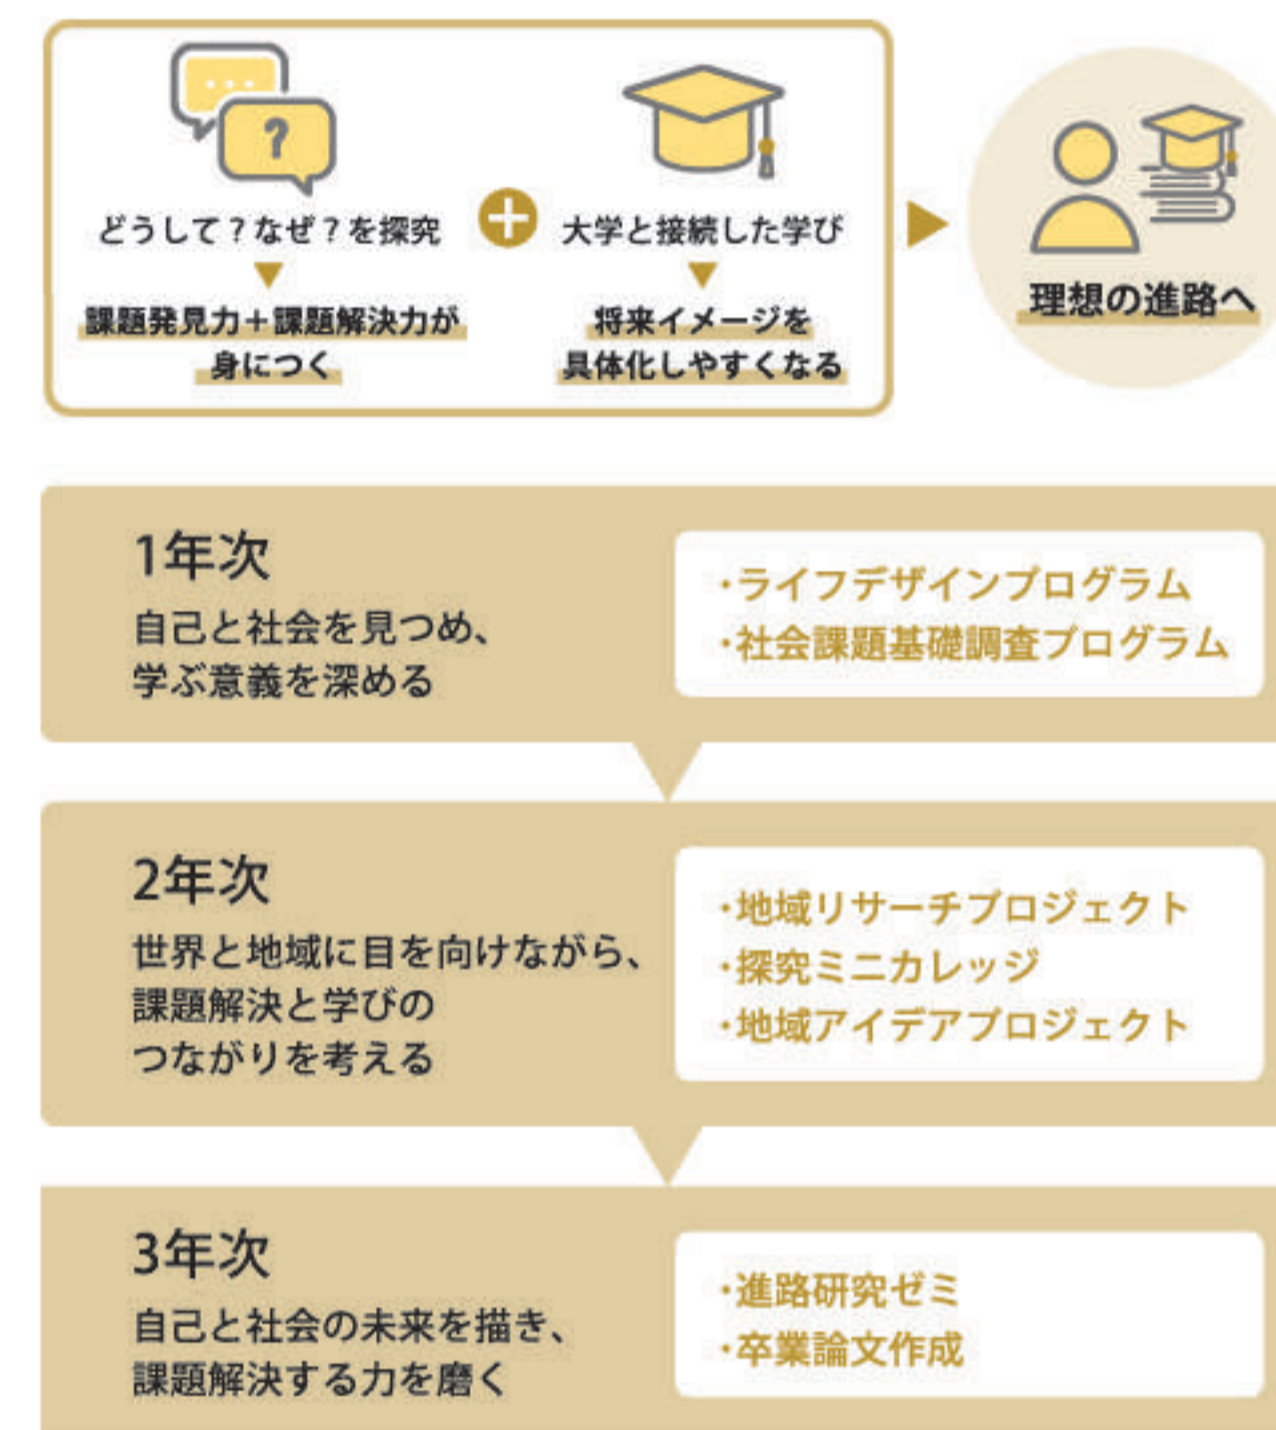 ?
どうして？なぜ？を探究
課題発見力＋課題解決力が
身につく
大学と接続した学び
将来イメージを
具体化しやすくなる
理想の進路へ
1年次
自己と社会を見つめ、
学ぶ意義を深める
・ライフデザインプログラム
・社会課題基礎調査プログラム
2年次
世界と地域に目を向けながら、
課題解決と学びの
つながりを考える
・地域リサーチプロジェクト
・探究ミニカレッジ
・地域アイデアプロジェクト
3年次
自己と社会の未来を描き、
課題解決する力を磨く
・進路研究ゼミ
・卒業論文作成